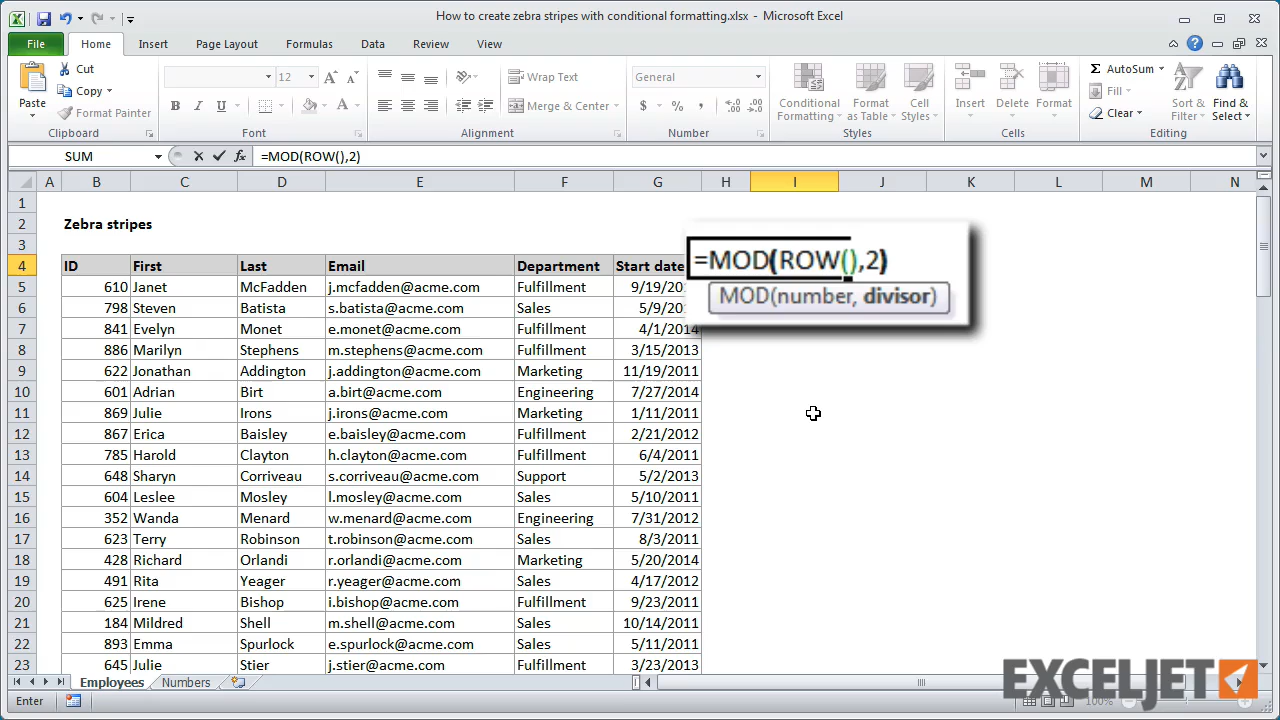 How to create zebra stripes with conditional formatting.xlsx - Microsoft Excel
File Home Insert Page Layout Formulas Data Review View
Paste Cut Copy Format Painter Clipboard
12 A A B I U A Font
Wrap Text Merge & Center Alignment
General $ % , .00 .00 Number
Conditional Formatting Format as Table Cell Styles Styles
Insert Delete Format Cells
Σ AutoSum Fill Clear Sort & Filter Find & Select Editing
SUM fx =MOD(ROW(),2)
A B C D E F G H I J K L M N
1
2 Zebra stripes
3
4 ID First Last Email Department Start date
=MOD(ROW(),2)
MOD(number, divisor)
5 610 Janet McFadden j.mcfadden@acme.com Fulfillment 9/19/20
6 798 Steven Batista s.batista@acme.com Sales 5/9/20
7 841 Evelyn Monet e.monet@acme.com Fulfillment 4/1/2014
8 886 Marilyn Stephens m.stephens@acme.com Fulfillment 3/15/2013
9 622 Jonathan Addington j.addington@acme.com Marketing 11/19/2011
10 601 Adrian Birt a.birt@acme.com Engineering 7/27/2014
11 869 Julie Irons j.irons@acme.com Marketing 1/11/2011
12 867 Erica Baisley e.baisley@acme.com Fulfillment 2/21/2012
13 785 Harold Clayton h.clayton@acme.com Fulfillment 6/4/2011
14 648 Sharyn Corriveau s.corriveau@acme.com Support 5/2/2013
15 604 Leslee Mosley l.mosley@acme.com Sales 5/10/2011
16 352 Wanda Menard w.menard@acme.com Engineering 7/31/2012
17 623 Terry Robinson t.robinson@acme.com Sales 8/3/2011
18 428 Richard Orlandi r.orlandi@acme.com Marketing 5/20/2014
19 491 Rita Yeager r.yeager@acme.com Sales 4/17/2012
20 625 Irene Bishop i.bishop@acme.com Fulfillment 9/23/2011
21 184 Mildred Shell m.shell@acme.com Sales 10/14/2011
22 893 Emma Spurlock e.spurlock@acme.com Sales 5/11/2011
23 645 Julie Stier j.stier@acme.com Fulfillment 3/23/2013
Employees Numbers
EXCELJET
Enter 100%